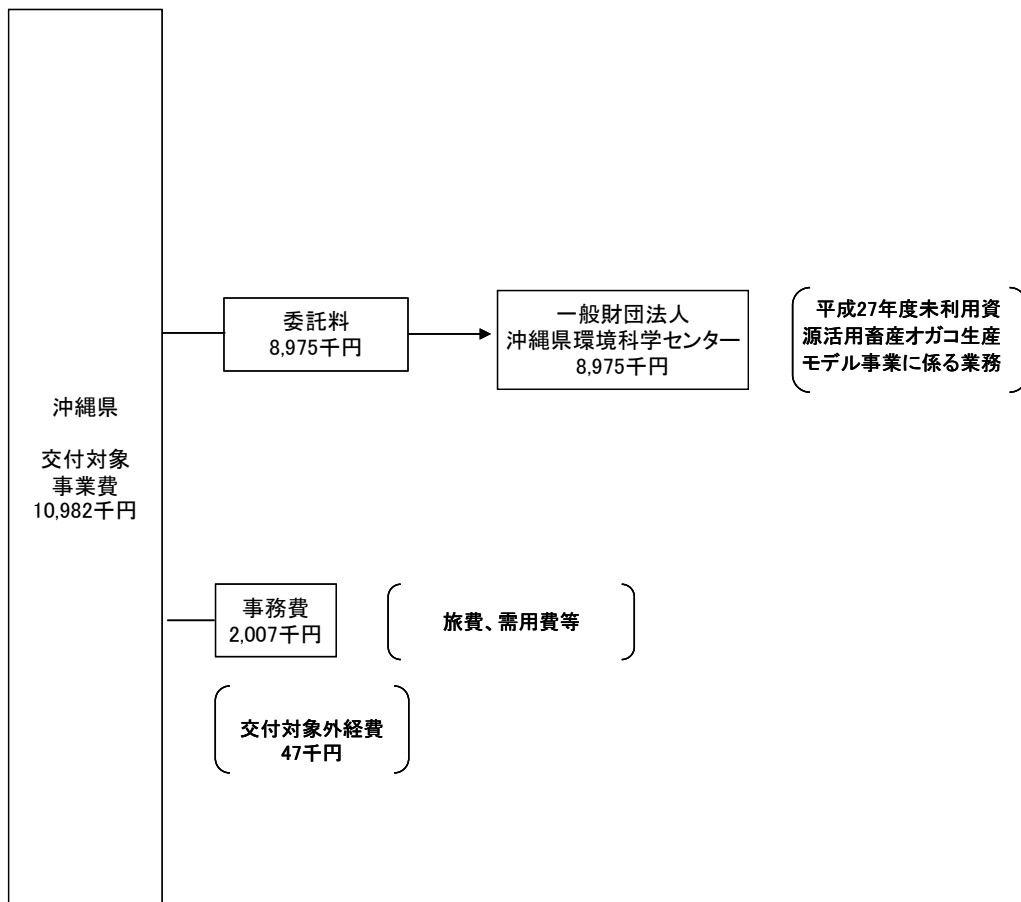 沖縄県
交付対象
事業費
10,982千円
委託料
8,975千円
一般財団法人
沖縄県環境科学センター
8,975千円
平成27年度未利用資
源活用畜産オガコ生産
モデル事業に係る業務
事務費
2,007千円
旅費、需用費等
交付対象外経費
47千円